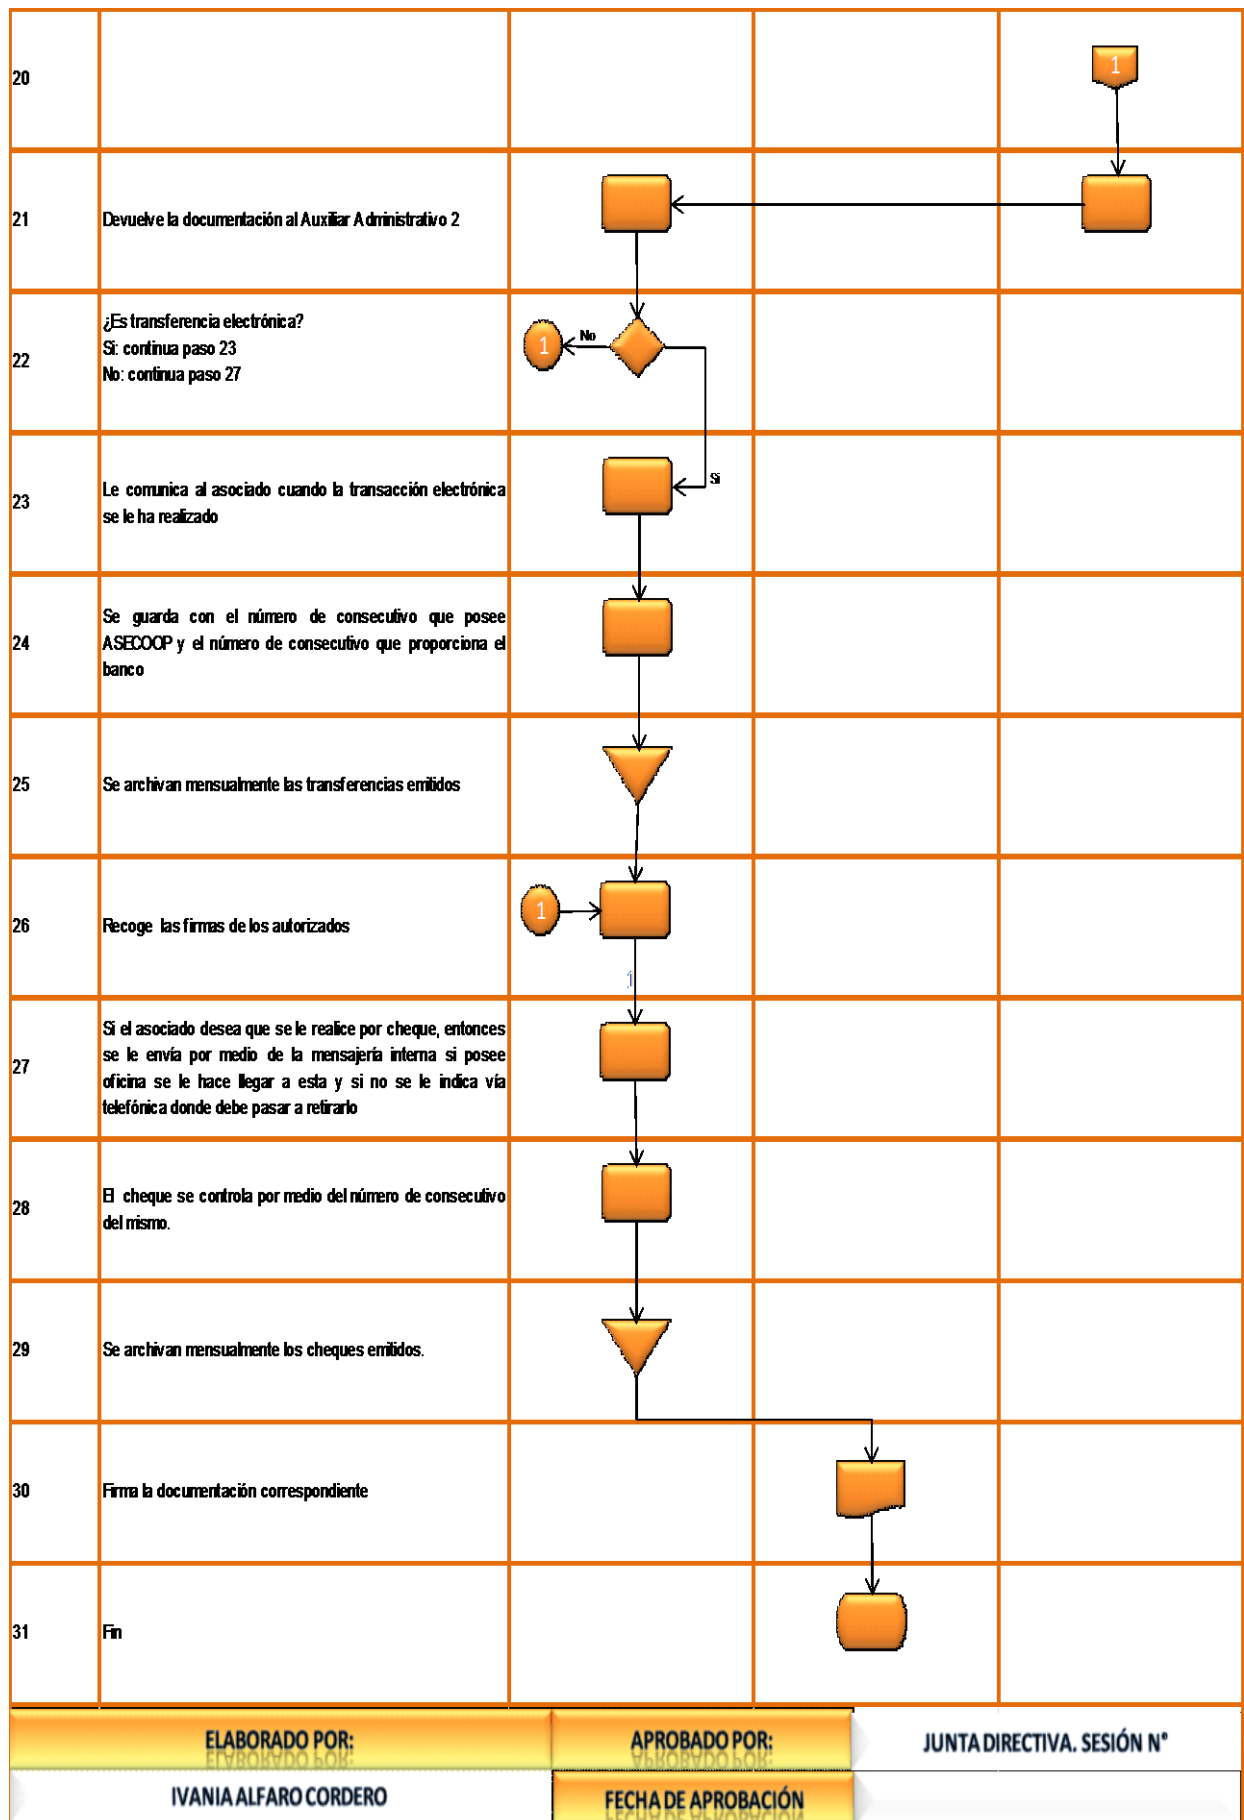 20
1
21
Devuelve la documentación al Auxiliar Administrativo 2
22
¿Es transferencia electrónica?
Si: continua paso 23
No: continua paso 27
1
No
Si
23
Le comunica al asociado cuando la transacción electrónica
se le ha realizado
24
Se guarda con el número de consecutivo que posee
ASECOOP y el número de consecutivo que proporciona el
banco
25
Se archivan mensualmente las transferencias emitidos
26
Recoge las firmas de los autorizados
1
1
27
Si el asociado desea que se le realice por cheque, entonces
se le envía por medio de la mensajería interna si posee
oficina se le hace llegar a esta y si no se le indica vía
telefónica donde debe pasar a retirarlo
28
El cheque se controla por medio del número de consecutivo
del mismo.
29
Se archivan mensualmente los cheques emitidos.
30
Firma la documentación correspondiente
31
Fin
ELABORADO POR:
APROBADO POR:
JUNTA DIRECTIVA. SESIÓN N°
IVANIA ALFARO CORDERO
FECHA DE APROBACIÓN